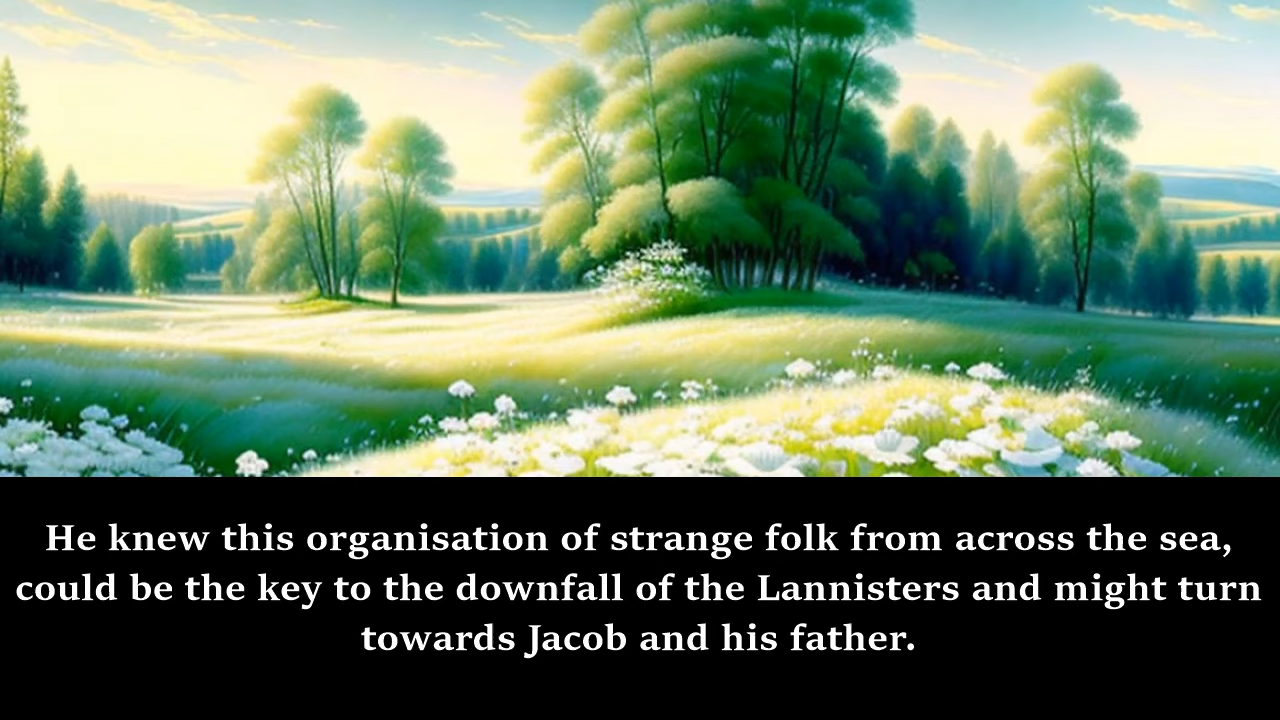 He knew this organisation of strange folk from across the sea,
could be the key to the downfall of the Lannisters and might turn
towards Jacob and his father.